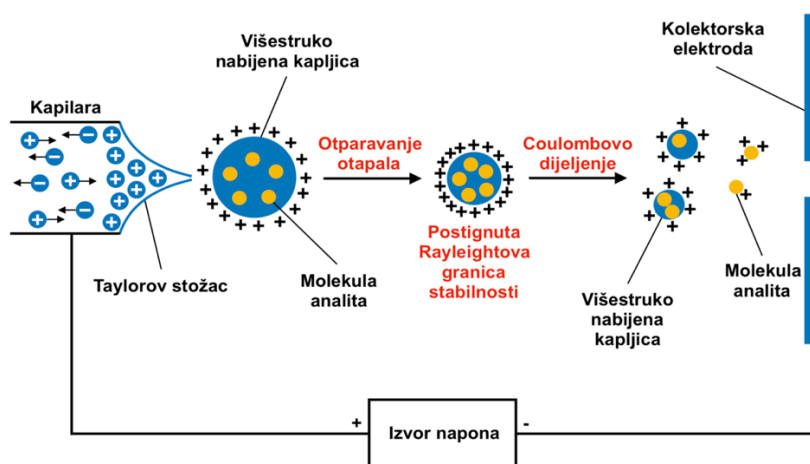 Višestruko
nabijena kapljica
Kolektorska
elektroda
Kapilara
Otparavanje
otapala
Coulombovo
dijeljenje
Postignuta
Rayleightova
granica
stabilnosti
Taylorov stožac
Molekula
analita
Višestruko
nabijena
kapljica
Molekula
analita
+
Izvor napona
-